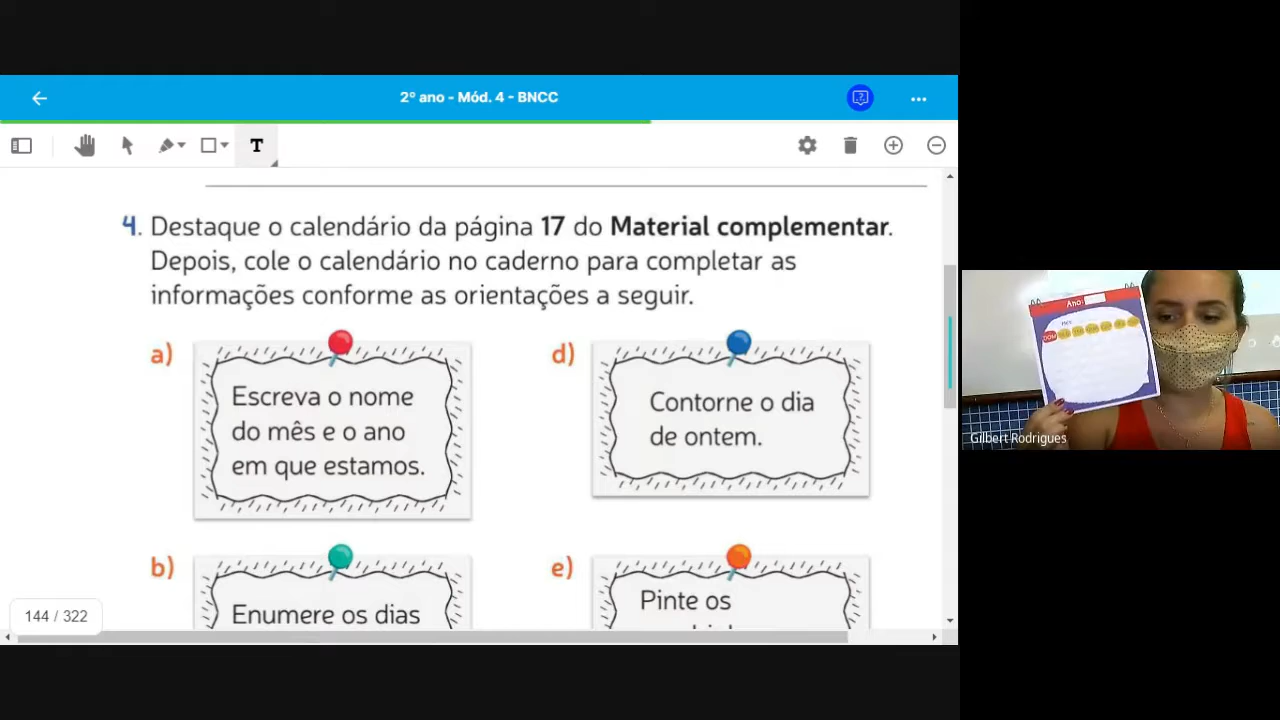 2º ano - Mód. 4 - BNCC
T
4. Destaque o calendário da página 17 do Material complementar.
Depois, cole o calendário no caderno para completar as
informações conforme as orientações a seguir.
a)
Escreva o nome
do mês e o ano
em que estamos.
d)
Contorne o dia
de ontem.
b)
Enumere os dias
e)
Pinte os
144 / 322
Ano:
DOM
Gilbert Rodrigues